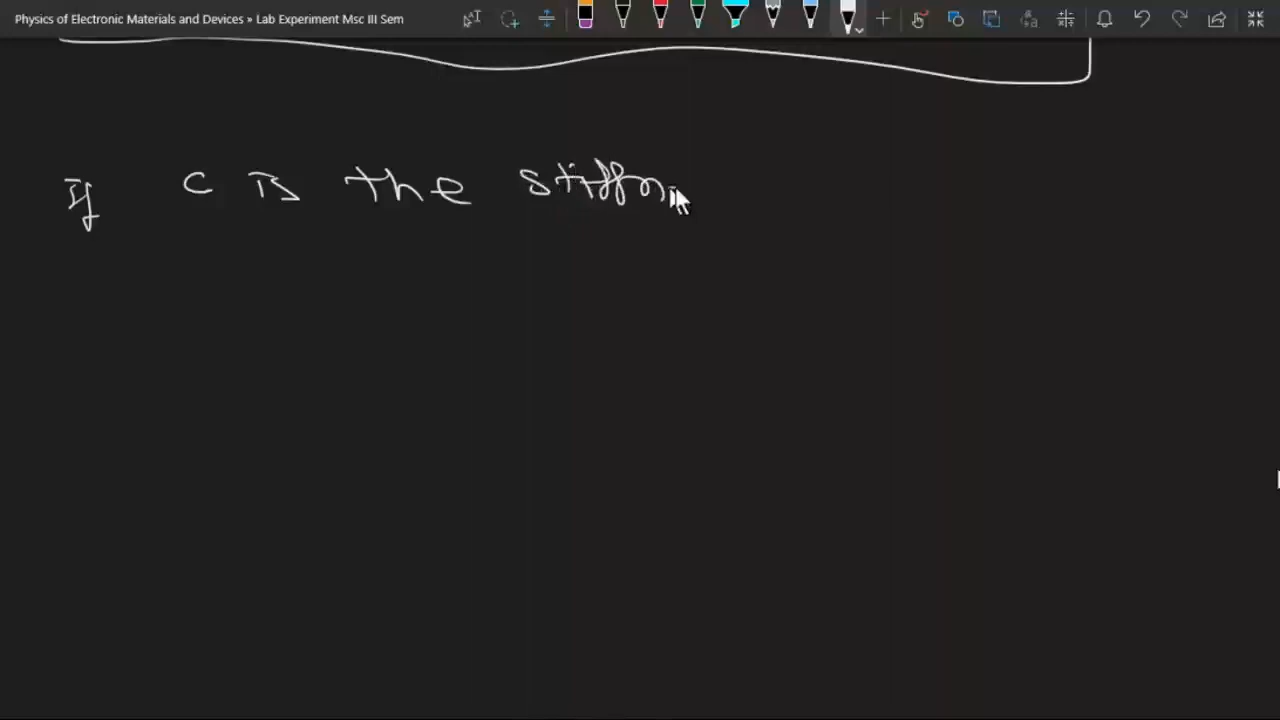 Physics of Electronic Materials and Devices » Lab Experiment Msc III Sem
if c is the stiffn